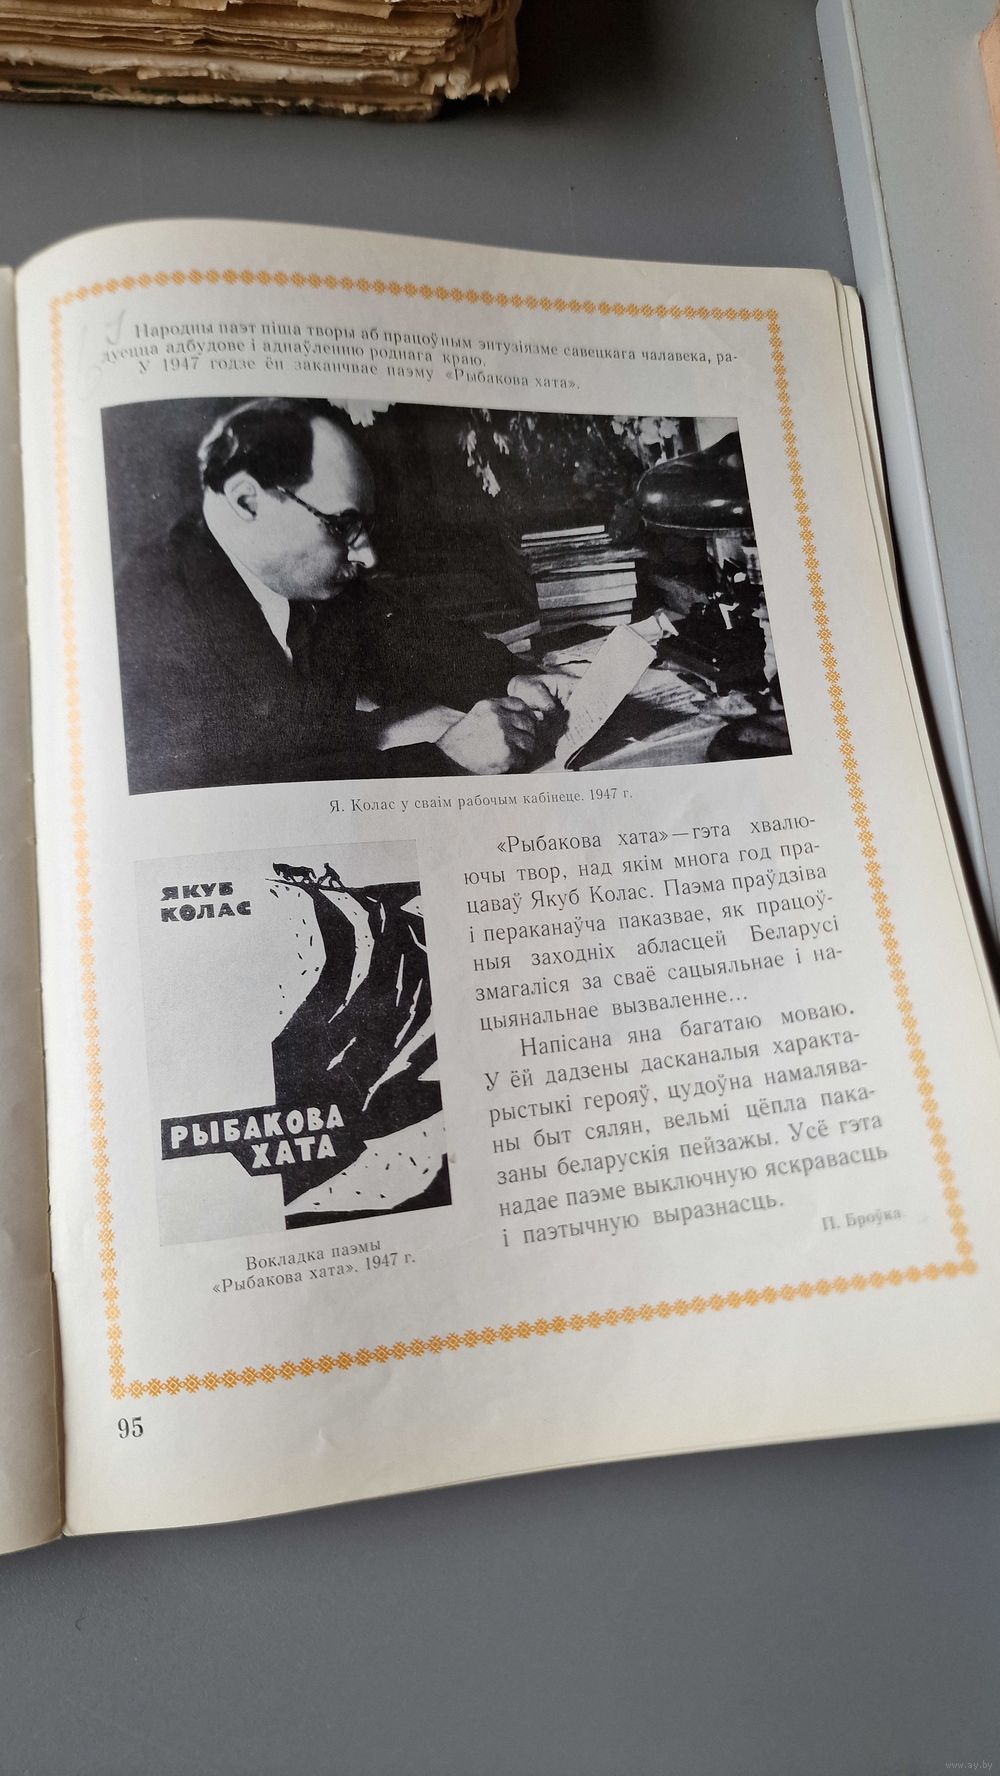 Народны паэт піша творы аб працоўным энтузіязме савецкага чалавека, ра-
дуецца адбудове і аднаўленню роднага краю.
У 1947 годзе ён заканчвае паэму «Рыбакова хата».
Я. Колас у сваім рабочым кабінеце. 1947 г.
ЯКУБ
КОЛАС
РЫБАКОВА
ХАТА
Вокладка паэмы
«Рыбакова хата». 1947 г.
«Рыбакова хата» — гэта хвалю-
ючы твор, над якім многа год пра-
цаваў Якуб Колас. Паэма праўдзіва
і пераканаўча паказвае, як працоў-
ныя заходніх абласцей Беларусі
змагаліся за сваё сацыяльнае і на-
цыянальнае вызваленне...
Напісана яна багатаю моваю.
У ёй дадзены дасканалыя характа-
рыстыкі герояў, цудоўна намалява-
ны быт сялян, вельмі цёпла пака-
заны беларускія пейзажы. Усё гэта
надае паэме выключную яскравасць
і паэтычную выразнасць.
П. Броўка.
95
www.ay.by